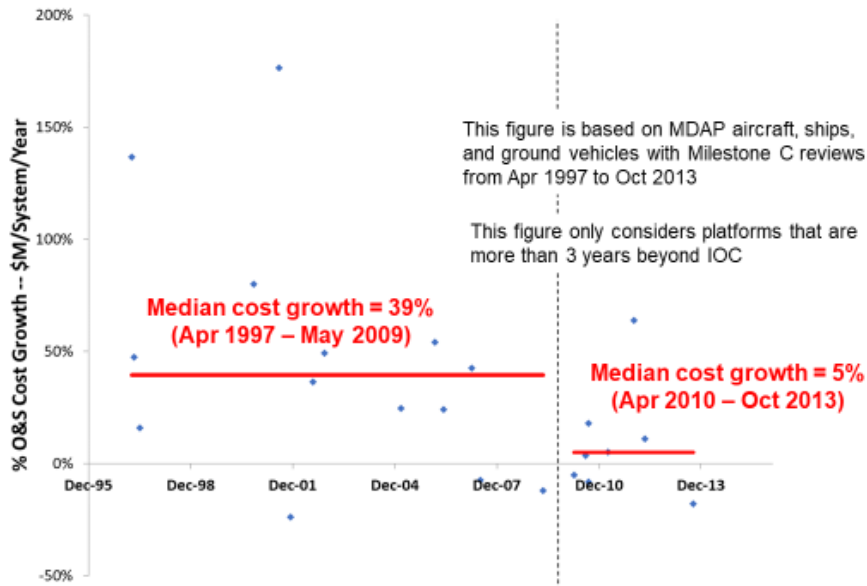 200%
150%
100%
50%
0%
-50%
% O&S Cost Growth -- $M/System/Year
This figure is based on MDAP aircraft, ships,
and ground vehicles with Milestone C reviews
from Apr 1997 to Oct 2013
This figure only considers platforms that are
more than 3 years beyond IOC
Median cost growth = 39%
(Apr 1997 – May 2009)
Median cost growth = 5%
(Apr 2010 – Oct 2013)
Dec-95 Dec-98 Dec-01 Dec-04 Dec-07 Dec-10 Dec-13